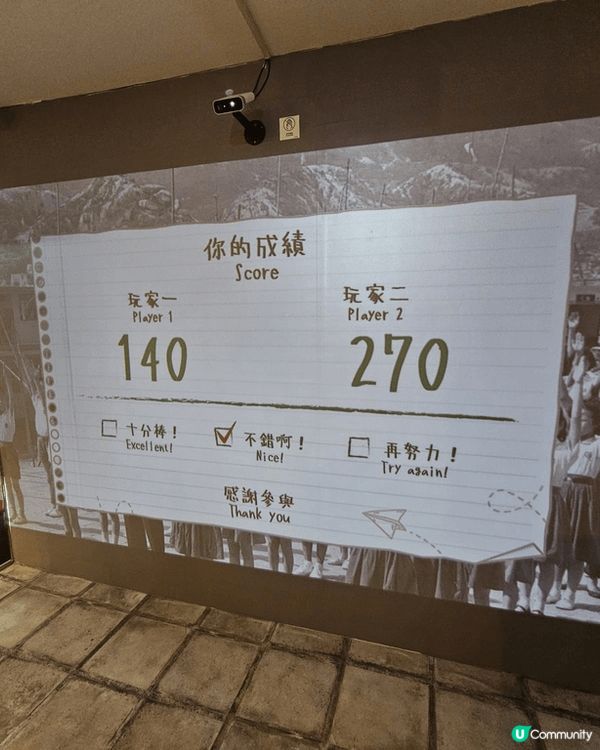 你的成績
Score
玩家一
Player 1
140
玩家二
Player 2
270
十分棒！
Excellent!
不錯啊！
Nice!
再努力！
Try again!
感謝參與
Thank you
U Community